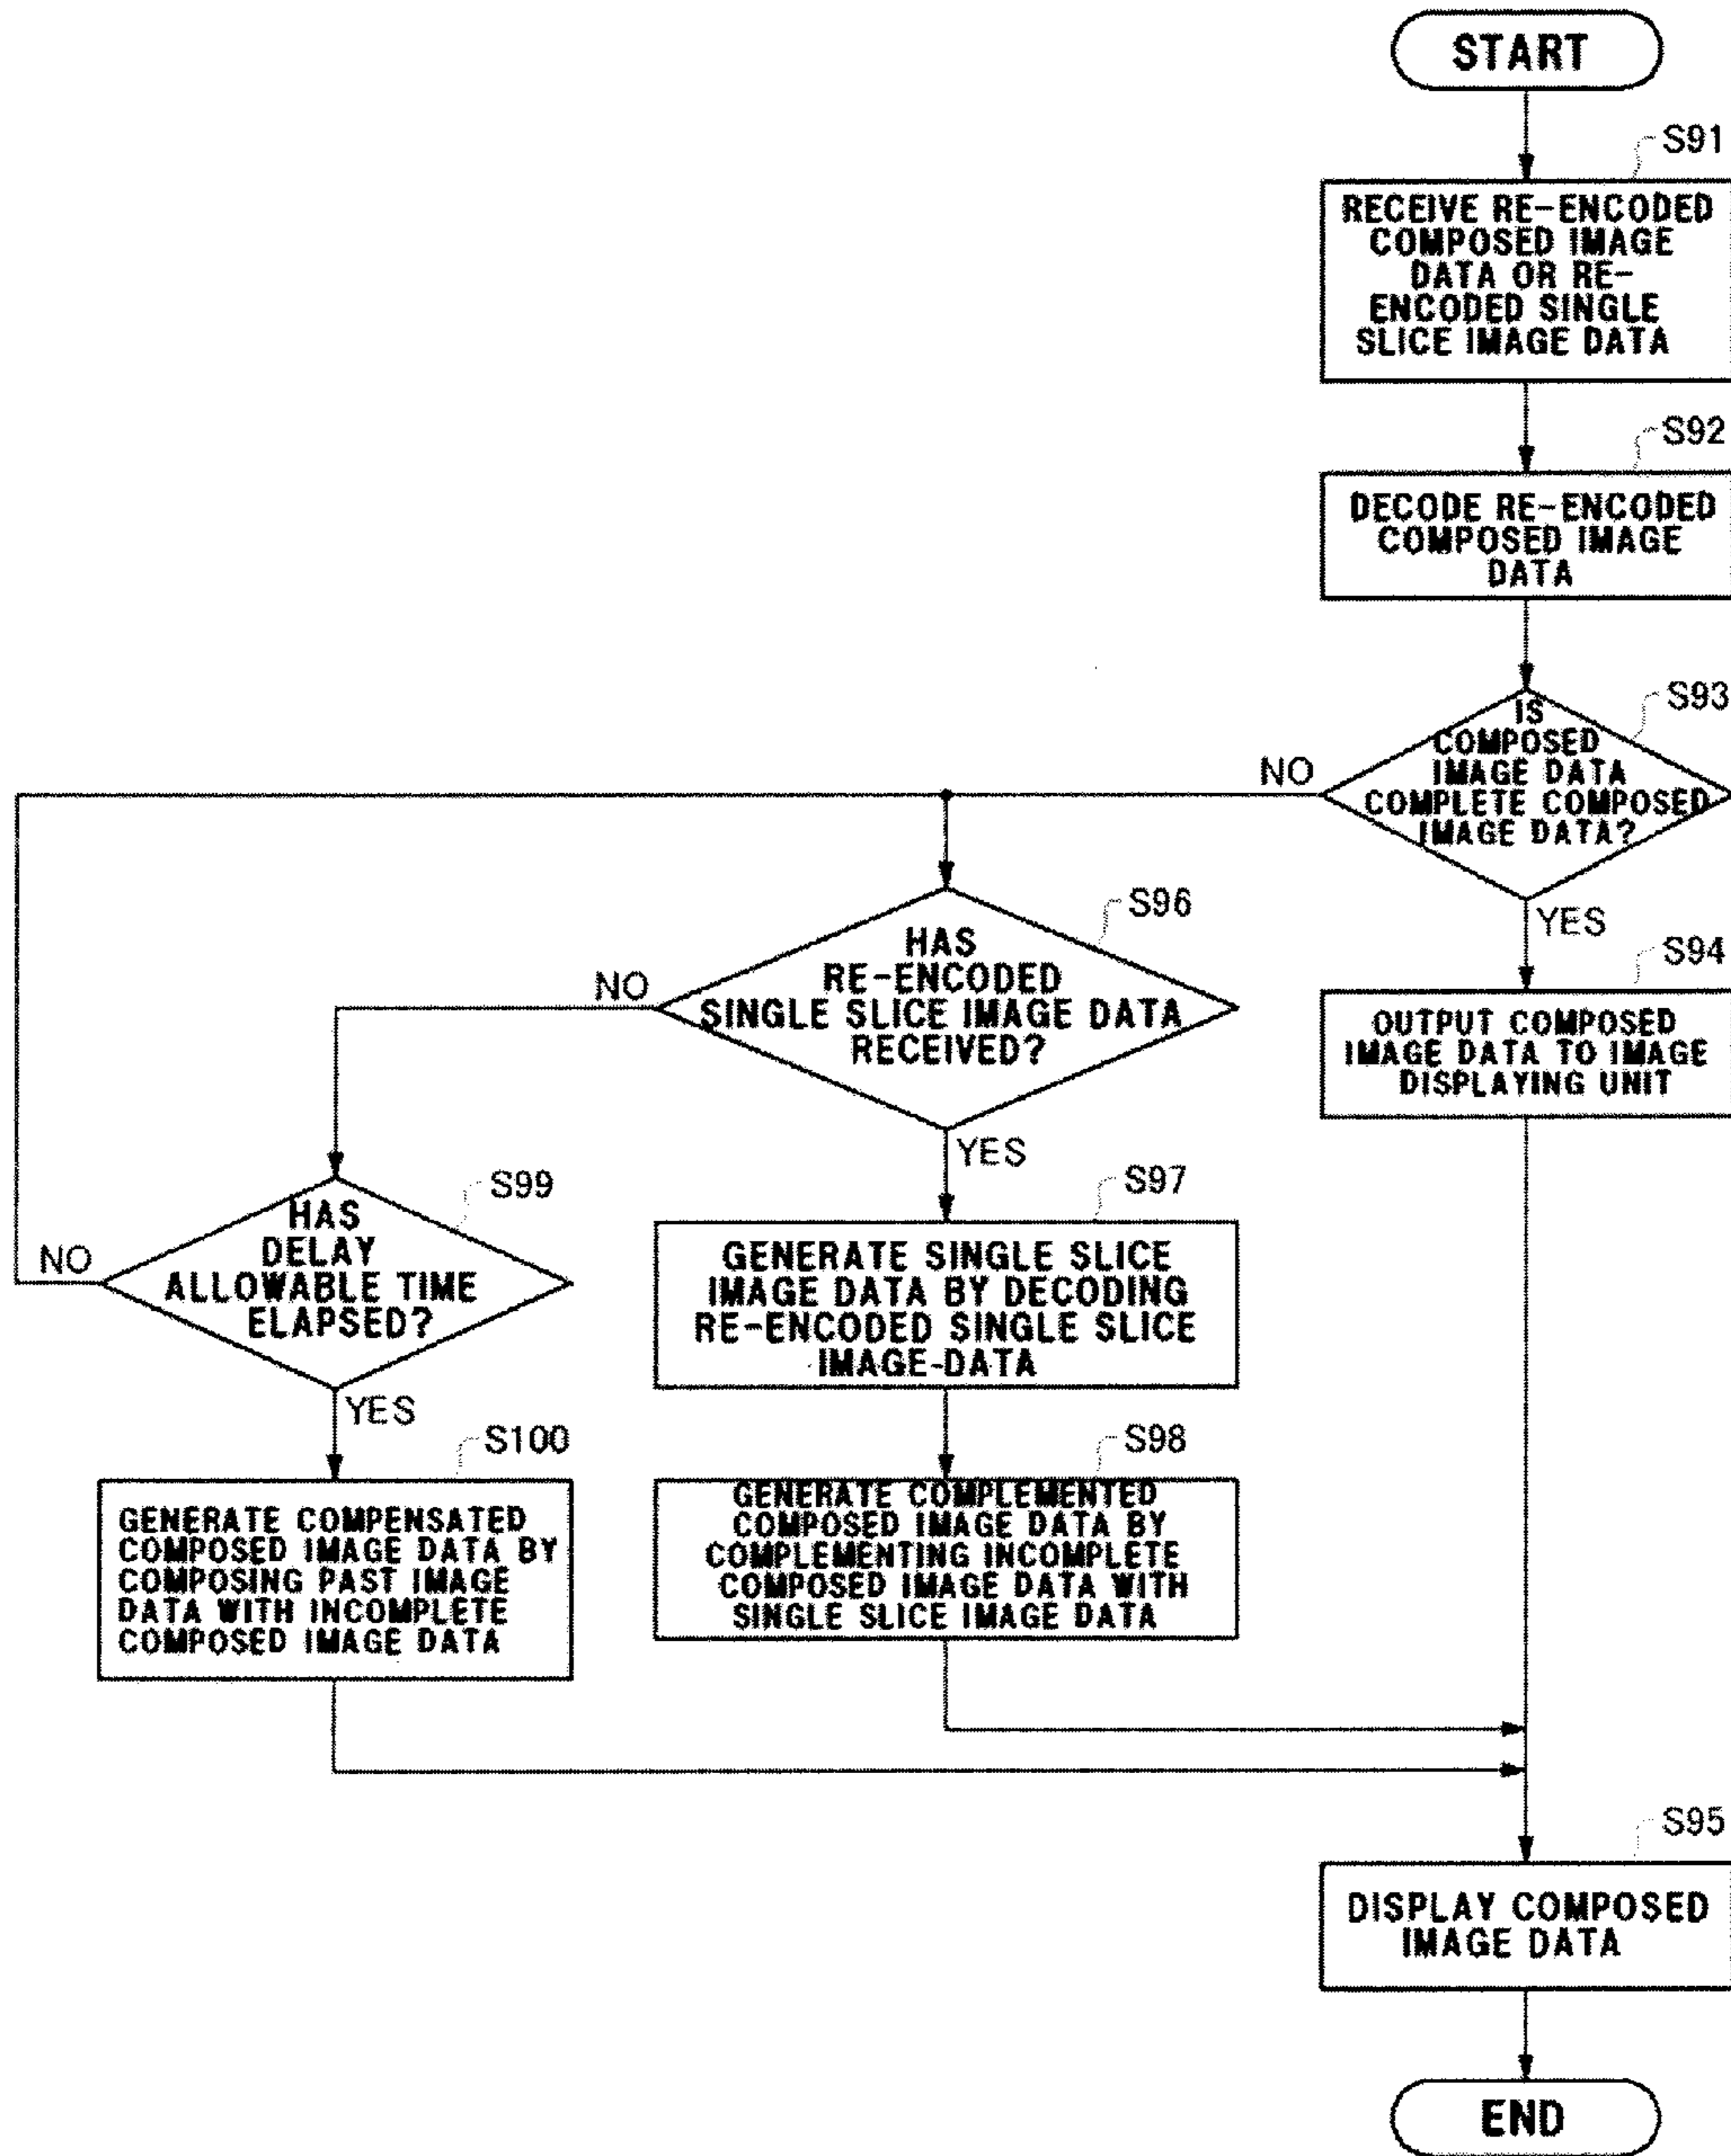 START
S91
RECEIVE RE-ENCODED
COMPOSED IMAGE
DATA OR RE-
ENCODED SINGLE
SLICE IMAGE DATA
S92
DECODE RE-ENCODED
COMPOSED IMAGE
DATA
S93
IS
COMPOSED
IMAGE DATA
COMPLETE COMPOSED
IMAGE DATA?
NO
YES
S94
OUTPUT COMPOSED
IMAGE DATA TO IMAGE
DISPLAYING UNIT
S96
HAS
RE-ENCODED
SINGLE SLICE IMAGE DATA
RECEIVED?
NO
YES
S97
GENERATE SINGLE SLICE
IMAGE DATA BY DECODING
RE-ENCODED SINGLE SLICE
IMAGE-DATA
S98
GENERATE COMPLEMENTED
COMPOSED IMAGE DATA BY
COMPLEMENTING INCOMPLETE
COMPOSED IMAGE DATA WITH
SINGLE SLICE IMAGE DATA
S99
HAS
DELAY
ALLOWABLE TIME
ELAPSED?
NO
YES
S100
GENERATE COMPENSATED
COMPOSED IMAGE DATA BY
COMPOSING PAST IMAGE
DATA WITH INCOMPLETE
COMPOSED IMAGE DATA
S95
DISPLAY COMPOSED
IMAGE DATA
END